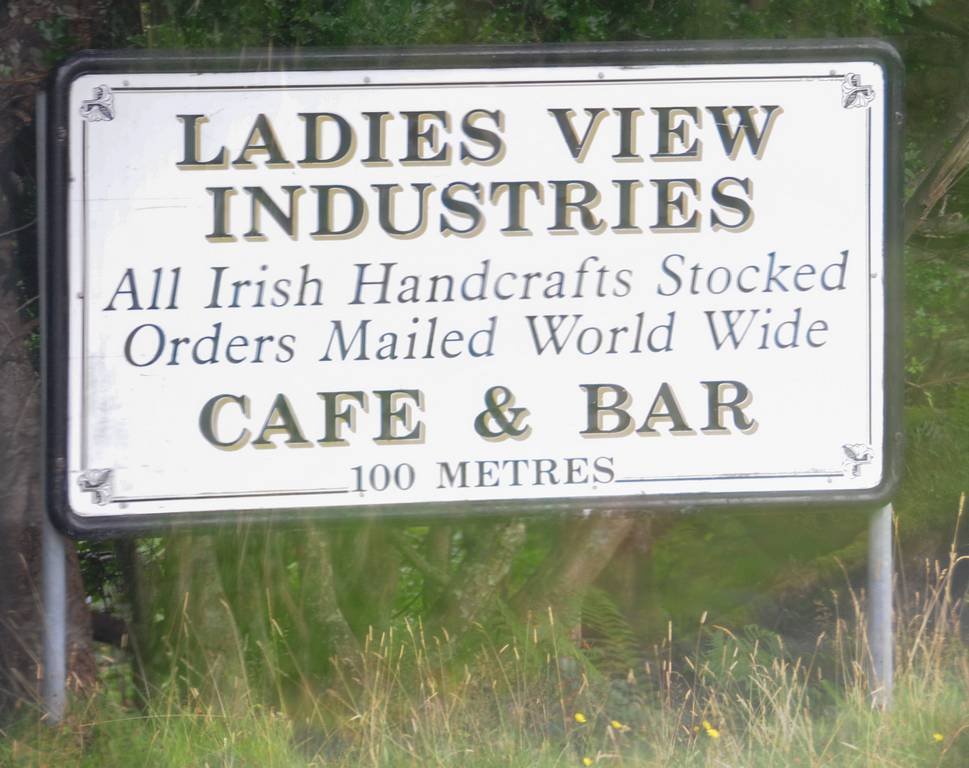 LADIES VIEW
INDUSTRIES
All Irish Handcrafts Stocked
Orders Mailed World Wide
CAFE & BAR
100 METRES